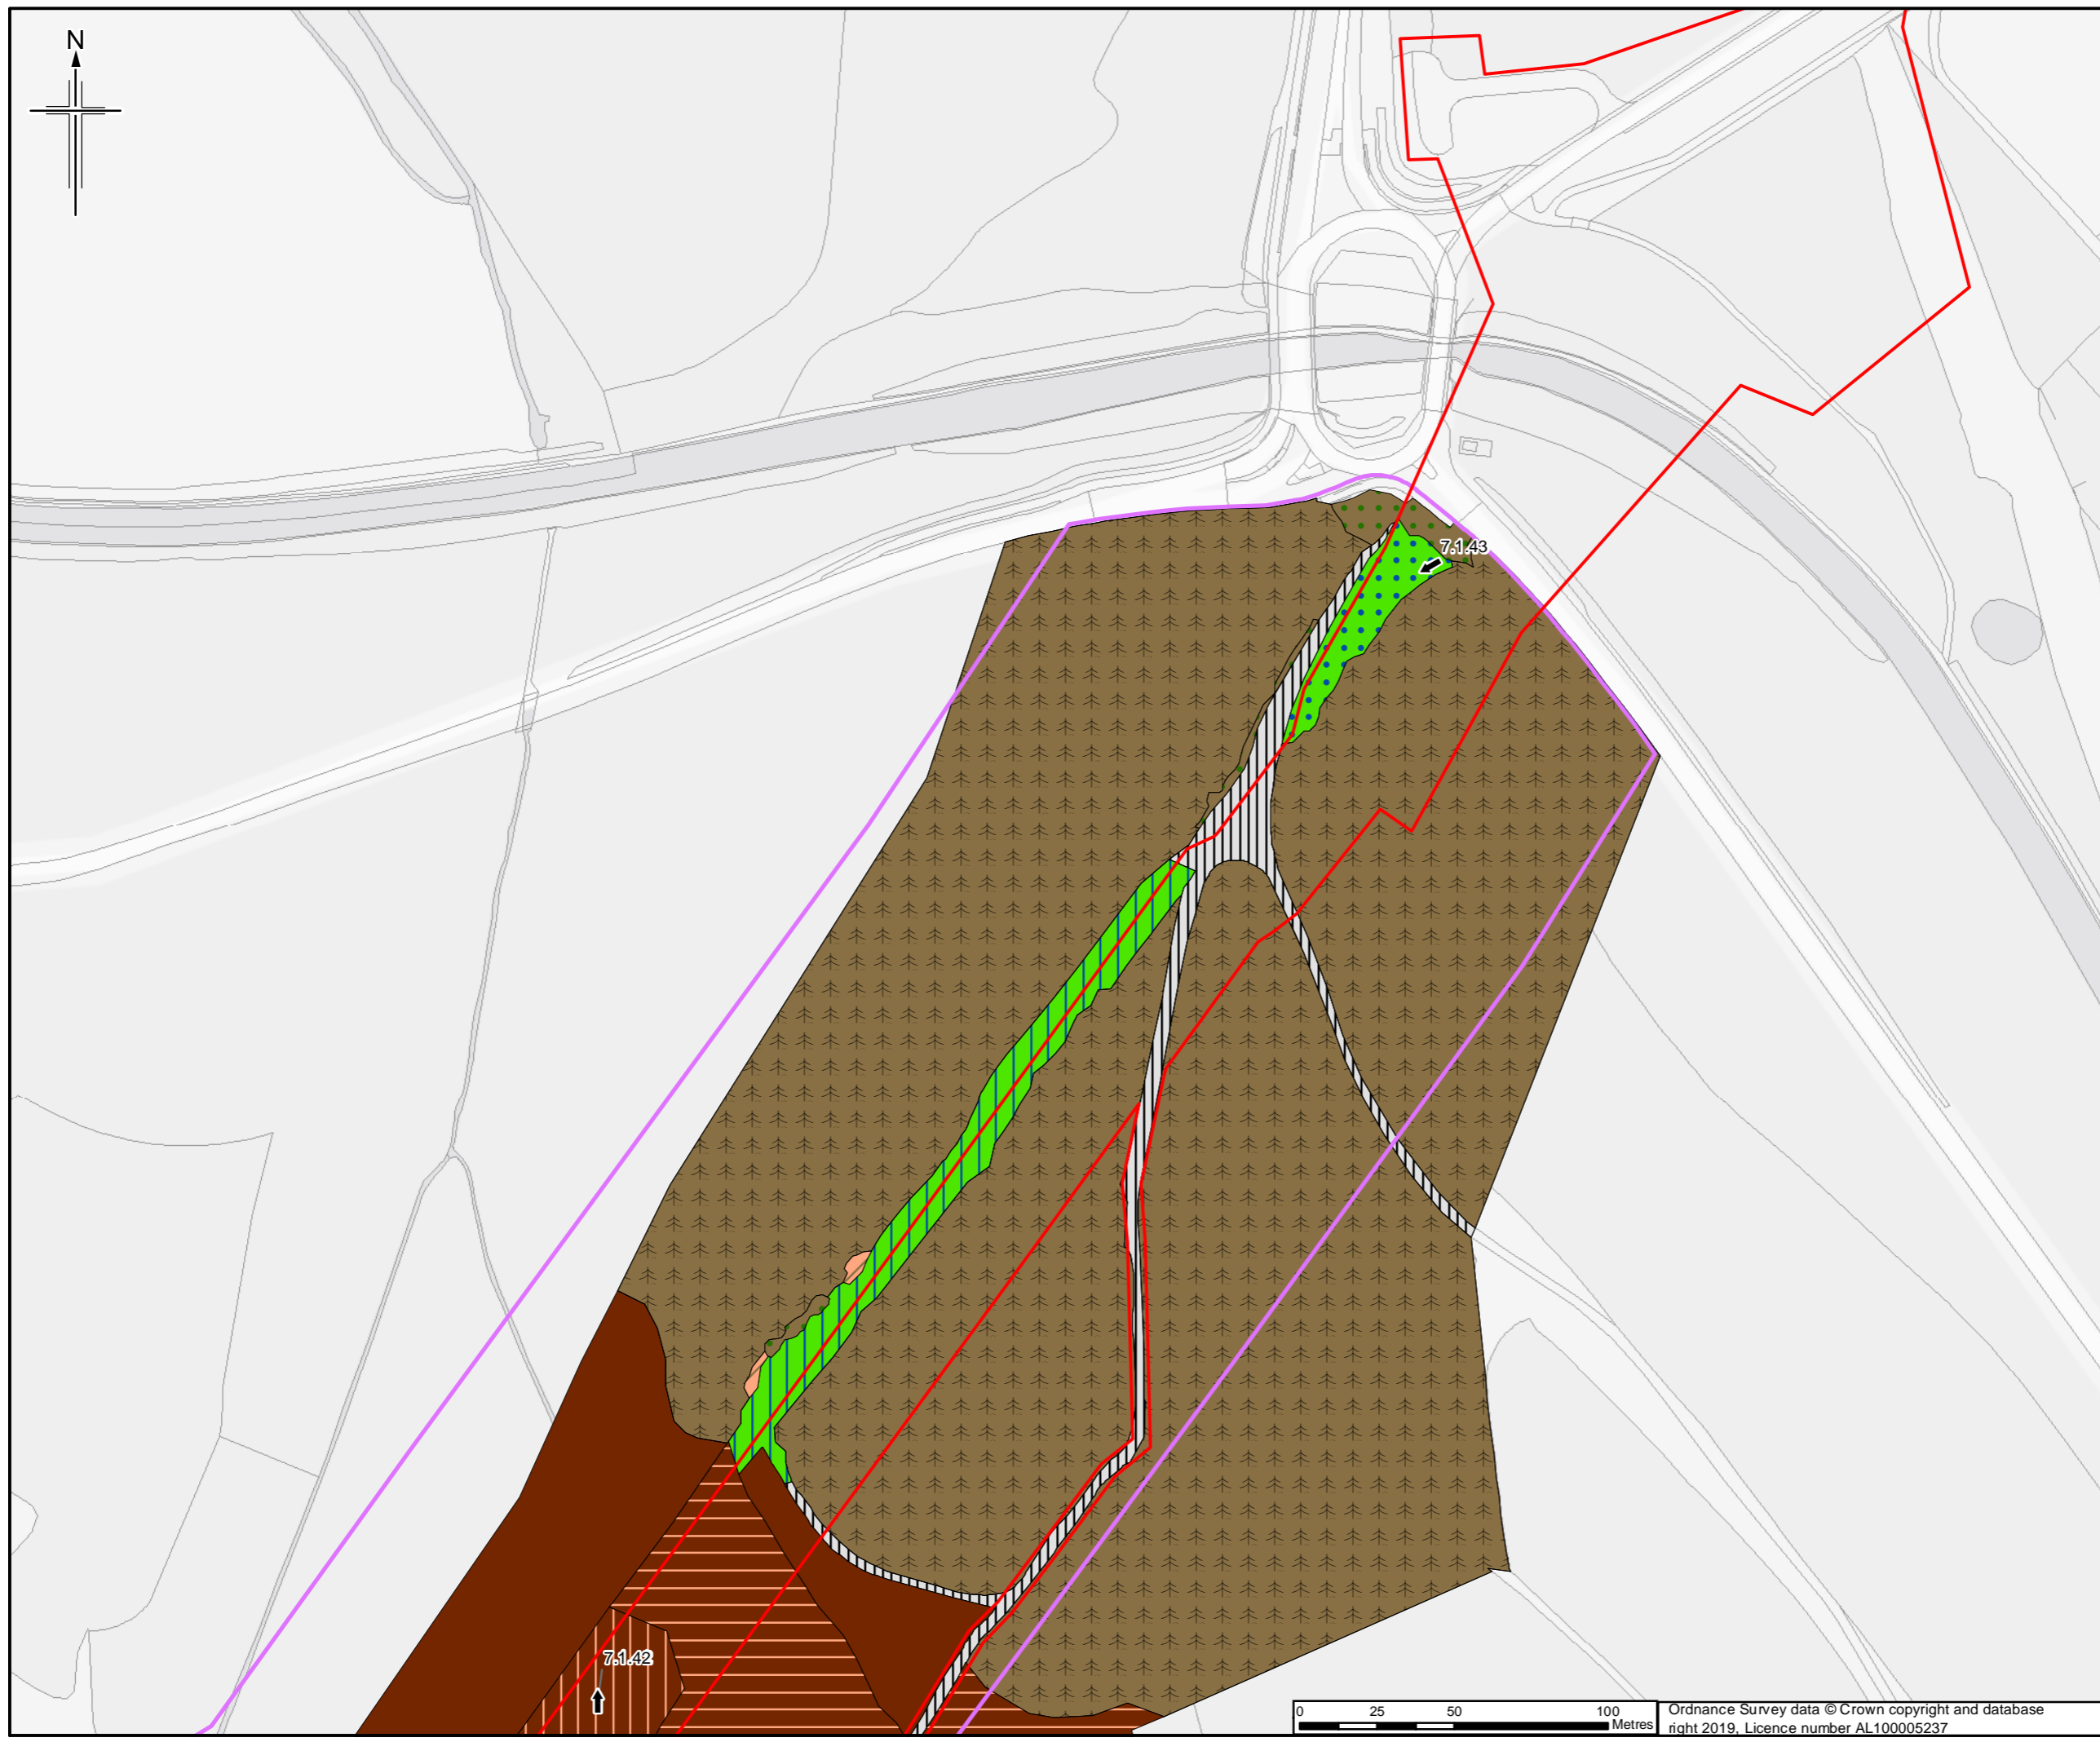 N
7.1.43
7.1.42
0 25 50 100
Metres
Ordnance Survey data © Crown copyright and database
right 2019, Licence number AL100005237